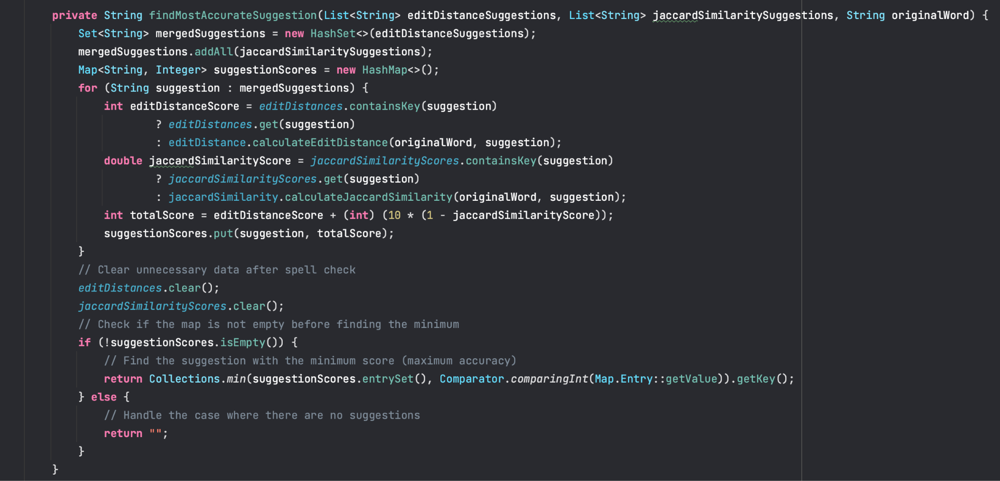 private String findMostAccurateSuggestion(List<String> editDistanceSuggestions, List<String> jaccardSimilaritySuggestions, String originalWord) {
    Set<String> mergedSuggestions = new HashSet<>(editDistanceSuggestions);
    mergedSuggestions.addAll(jaccardSimilaritySuggestions);
    Map<String, Integer> suggestionScores = new HashMap<>();
    for (String suggestion : mergedSuggestions) {
        int editDistanceScore = editDistances.containsKey(suggestion)
                ? editDistances.get(suggestion)
                : editDistance.calculateEditDistance(originalWord, suggestion);
        double jaccardSimilarityScore = jaccardSimilarityScores.containsKey(suggestion)
                ? jaccardSimilarityScores.get(suggestion)
                : jaccardSimilarity.calculateJaccardSimilarity(originalWord, suggestion);
        int totalScore = editDistanceScore + (int) (10 * (1 - jaccardSimilarityScore));
        suggestionScores.put(suggestion, totalScore);
    }
    // Clear unnecessary data after spell check
    editDistances.clear();
    jaccardSimilarityScores.clear();
    // Check if the map is not empty before finding the minimum
    if (!suggestionScores.isEmpty()) {
        // Find the suggestion with the minimum score (maximum accuracy)
        return Collections.min(suggestionScores.entrySet(), Comparator.comparingInt(Map.Entry::getValue)).getKey();
    } else {
        // Handle the case where there are no suggestions
        return "";
    }
}